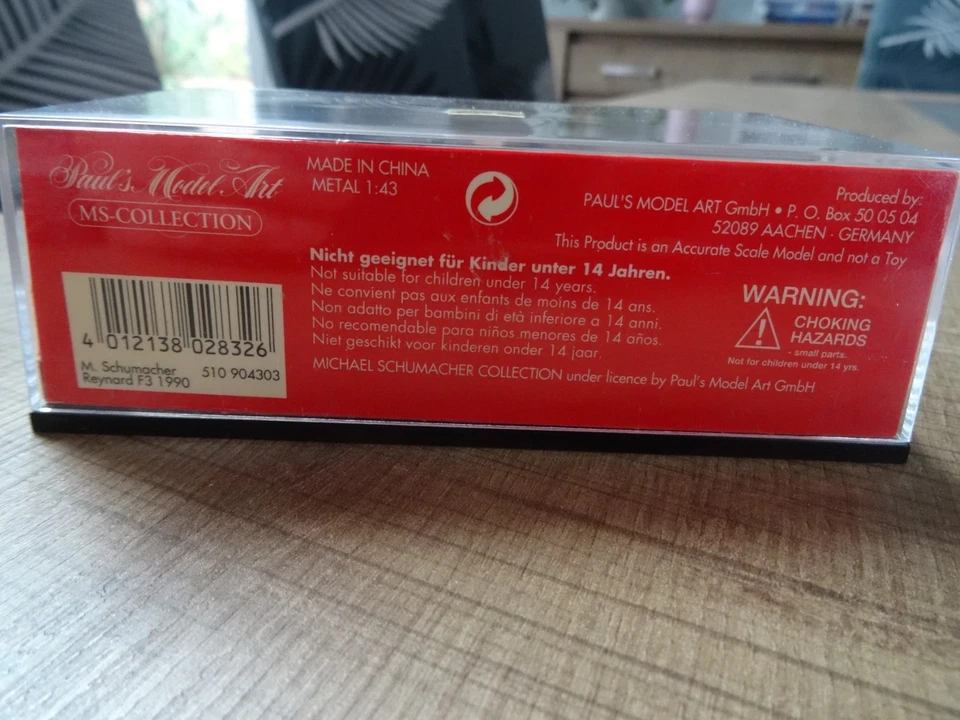 Paul's Model Art
MS-COLLECTION
MADE IN CHINA
METAL 1:43
Produced by:
PAUL'S MODEL ART GmbH • P. O. Box 50 05 04
52089 AACHEN · GERMANY
This Product is an Accurate Scale Model and not a Toy
Nicht geeignet für Kinder unter 14 Jahren.
Not suitable for children under 14 years.
Ne convient pas aux enfants de moins de 14 ans.
Non adatto per bambini di età inferiore a 14 anni.
No recomendable para niños menores de 14 años.
Niet geschikt voor kinderen onder 14 jaar.
MICHAEL SCHUMACHER COLLECTION under licence by Paul's Model Art GmbH
WARNING:
CHOKING
HAZARDS
- small parts.
Not for children under 14 yrs.
4 012138 028326
M. Schumacher 510 904303
Reynard F3 1990